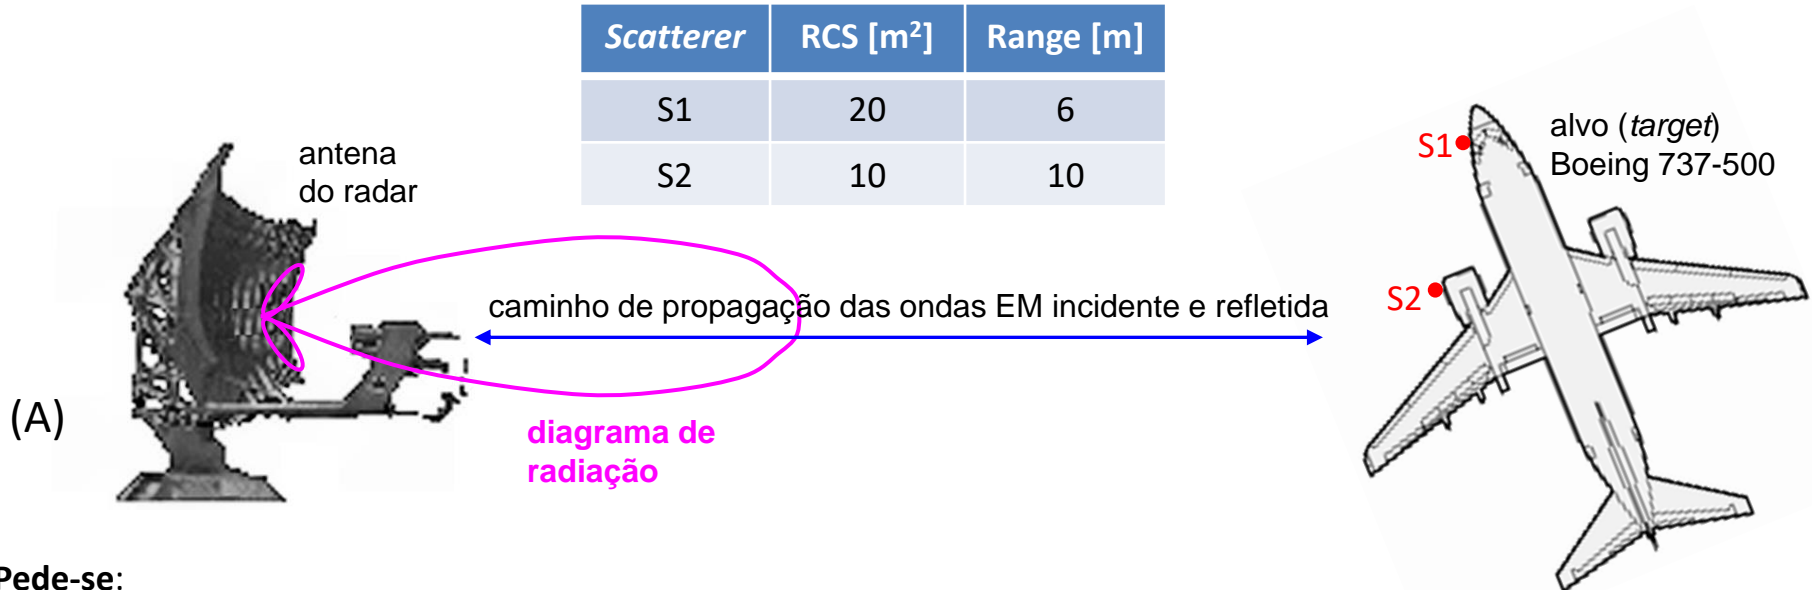 Scatterer RCS [m²] Range [m]
S1 20 6
S2 10 10
antena
do radar
alvo (target)
Boeing 737-500
S1
S2
caminho de propagação das ondas EM incidente e refletida
(A)
diagrama de
radiação
Pede-se: